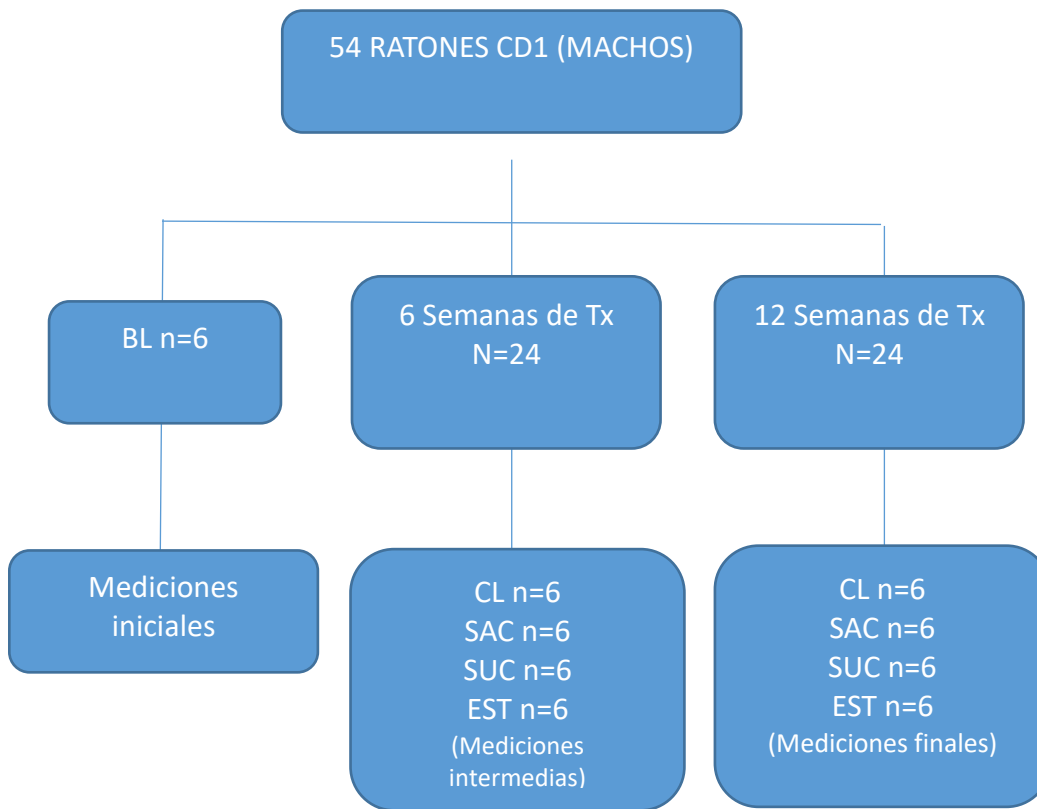 54 RATONES CD1 (MACHOS)
BL n=6
6 Semanas de Tx
N=24
12 Semanas de Tx
N=24
Mediciones
iniciales
CL n=6
SAC n=6
SUC n=6
EST n=6
(Mediciones
intermedias)
CL n=6
SAC n=6
SUC n=6
EST n=6
(Mediciones finales)